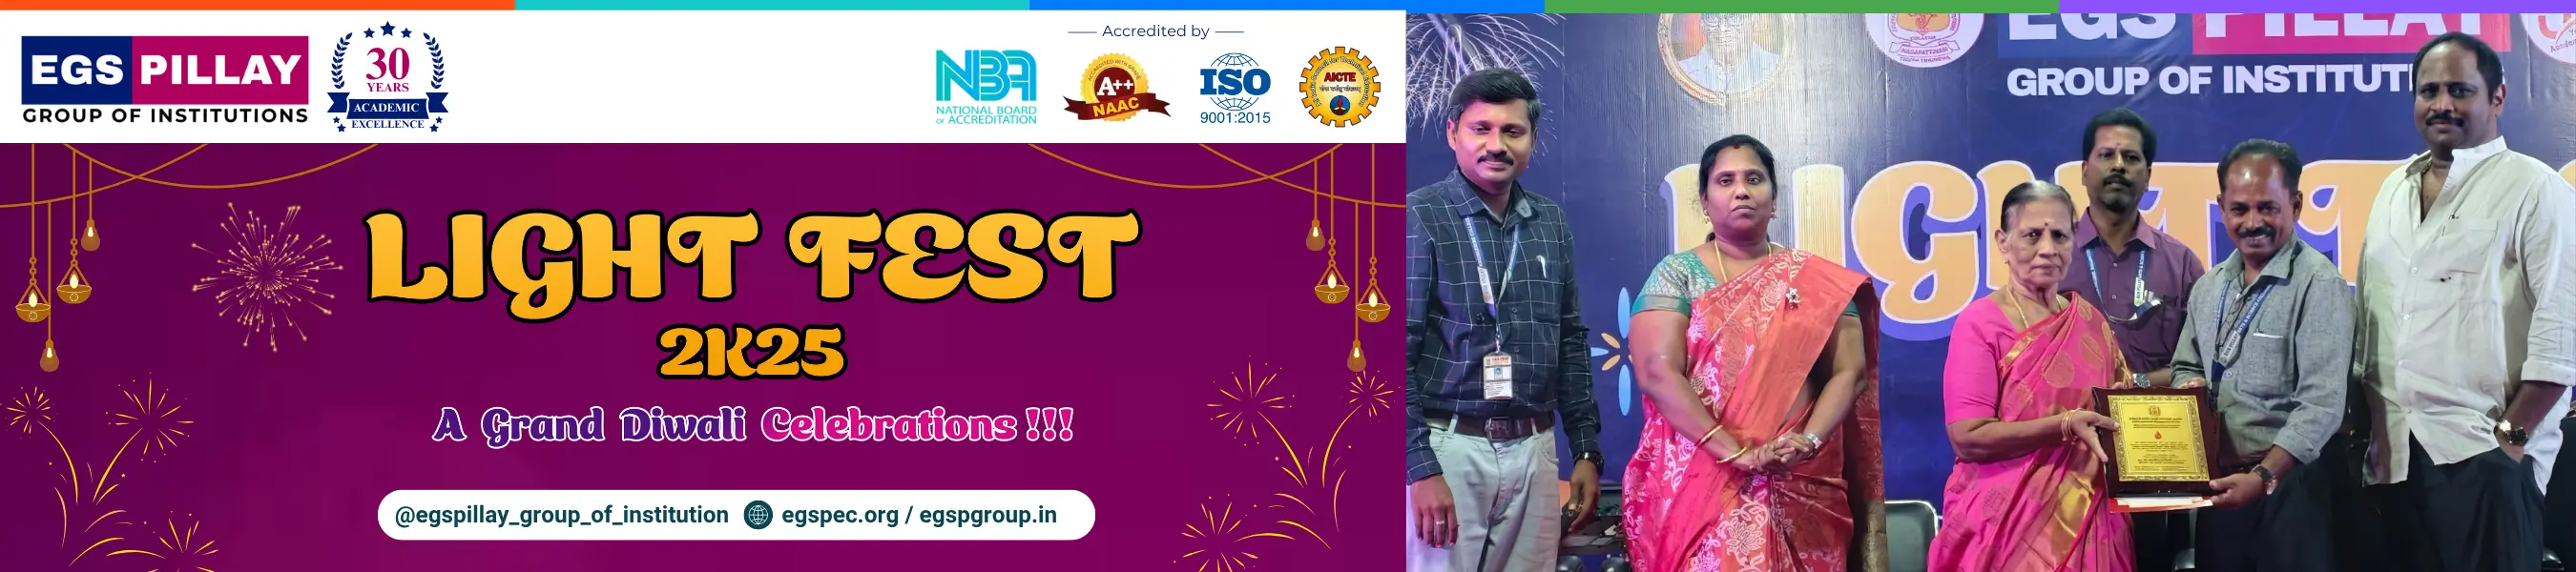 EGS PILLAY
GROUP OF INSTITUTIONS
30
YEARS
ACADEMIC
EXCELLENCE
Accredited by
NBA
NATIONAL BOARD
OF ACCREDITATION
A++
NAAC
ISO
9001:2015
AICTE
LIGHT FEST
2K25
A Grand Diwali Celebrations !!!
@egspillay_group_of_institution egspec.org / egspgroup.in
EGS PILLAY
GROUP OF INSTITUTI
LIGHT